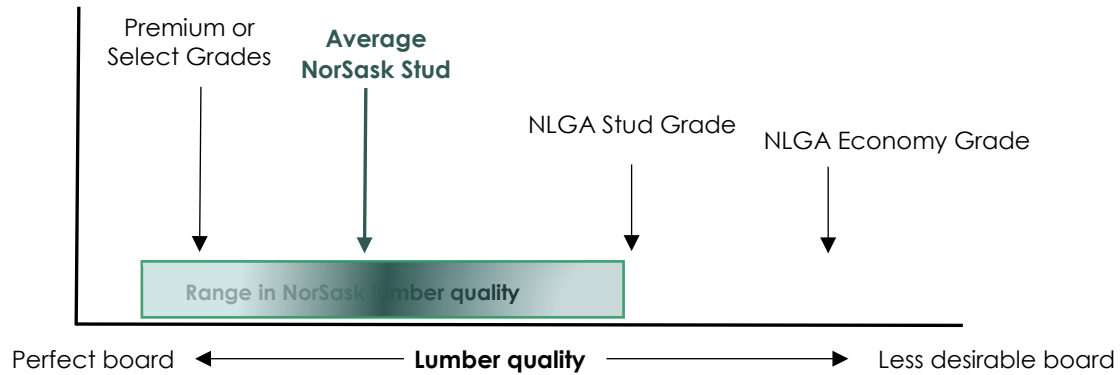 Premium or
Select Grades
Average
NorSask Stud
NLGA Stud Grade
NLGA Economy Grade
Range in NorSask lumber quality
Perfect board
Lumber quality
Less desirable board